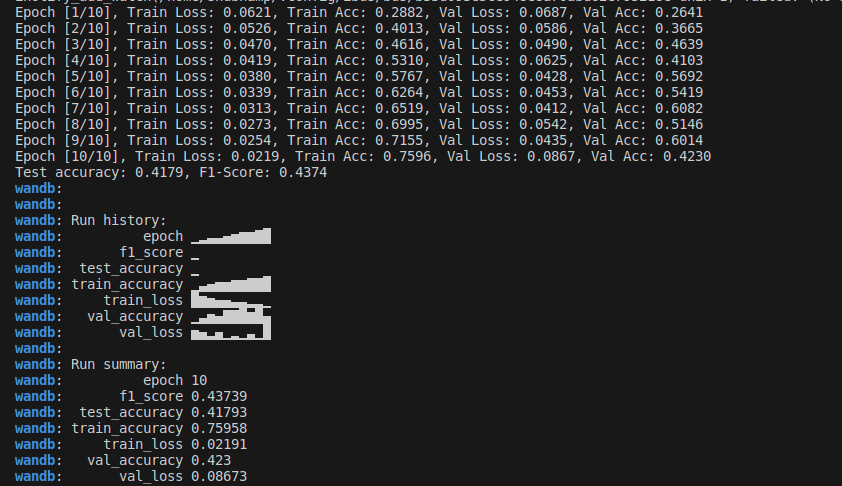 Epoch [1/10], Train Loss: 0.0621, Train Acc: 0.2882, Val Loss: 0.0687, Val Acc: 0.2641
Epoch [2/10], Train Loss: 0.0526, Train Acc: 0.4013, Val Loss: 0.0586, Val Acc: 0.3665
Epoch [3/10], Train Loss: 0.0470, Train Acc: 0.4616, Val Loss: 0.0490, Val Acc: 0.4639
Epoch [4/10], Train Loss: 0.0419, Train Acc: 0.5310, Val Loss: 0.0625, Val Acc: 0.4103
Epoch [5/10], Train Loss: 0.0380, Train Acc: 0.5767, Val Loss: 0.0428, Val Acc: 0.5692
Epoch [6/10], Train Loss: 0.0339, Train Acc: 0.6264, Val Loss: 0.0453, Val Acc: 0.5419
Epoch [7/10], Train Loss: 0.0313, Train Acc: 0.6519, Val Loss: 0.0412, Val Acc: 0.6082
Epoch [8/10], Train Loss: 0.0273, Train Acc: 0.6995, Val Loss: 0.0542, Val Acc: 0.5146
Epoch [9/10], Train Loss: 0.0254, Train Acc: 0.7155, Val Loss: 0.0435, Val Acc: 0.6014
Epoch [10/10], Train Loss: 0.0219, Train Acc: 0.7596, Val Loss: 0.0867, Val Acc: 0.4230
Test accuracy: 0.4179, F1-Score: 0.4374
wandb:
wandb:
wandb: Run history:
wandb: epoch
wandb: f1_score
wandb: test_accuracy
wandb: train_accuracy
wandb: train_loss
wandb: val_accuracy
wandb: val_loss
wandb:
wandb: Run summary:
wandb: epoch 10
wandb: f1_score 0.43739
wandb: test_accuracy 0.41793
wandb: train_accuracy 0.75958
wandb: train_loss 0.02191
wandb: val_accuracy 0.423
wandb: val_loss 0.08673